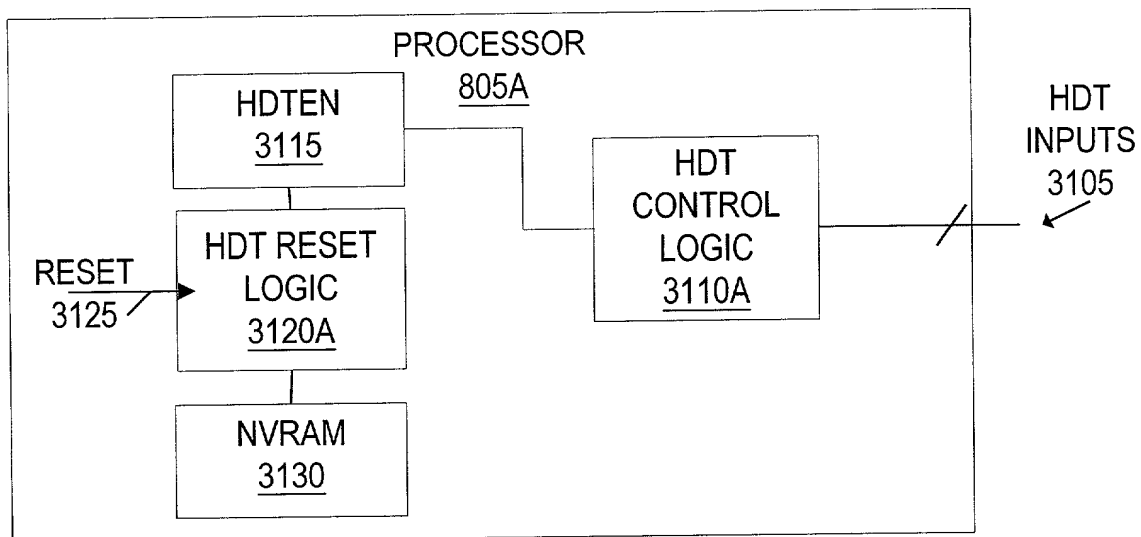 PROCESSOR
805A
HDTEN
3115
HDT RESET
LOGIC
3120A
RESET
3125
NVRAM
3130
HDT
CONTROL
LOGIC
3110A
HDT
INPUTS
3105